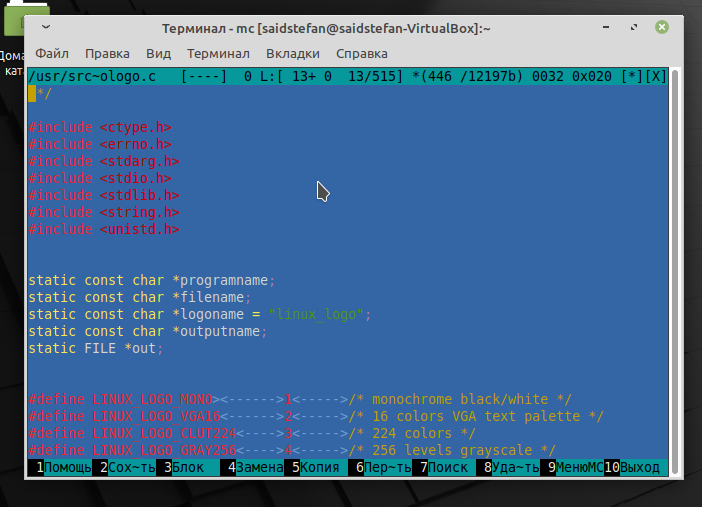 Дома
кат
Терминал - mc [saidstefan@saidstefan-VirtualBox]:~
Файл Правка Вид Терминал Вкладки Справка
/usr/src~ologo.c [----] 0 L:[ 13+ 0 13/515] *(446 /12197b) 0032 0x020 [*][X]
*/
#include <ctype.h>
#include <errno.h>
#include <stdarg.h>
#include <stdio.h>
#include <stdlib.h>
#include <string.h>
#include <unistd.h>
static const char *programname;
static const char *filename;
static const char *logoname = "linux_logo";
static const char *outputname;
static FILE *out;
#define LINUX_LOGO_MONO><------>1<----->/* monochrome black/white */
#define LINUX_LOGO_VGA16<------>2<----->/* 16 colors VGA text palette */
#define LINUX_LOGO_CLUT224<---->3<----->/* 224 colors */
#define LINUX_LOGO_GRAY256<---->4<----->/* 256 levels grayscale */
1Помощь 2Сох~ть 3Блок 4Замена 5Копия 6Пер~ть 7Поиск 8Уда~ть 9МенюMC 10Выход